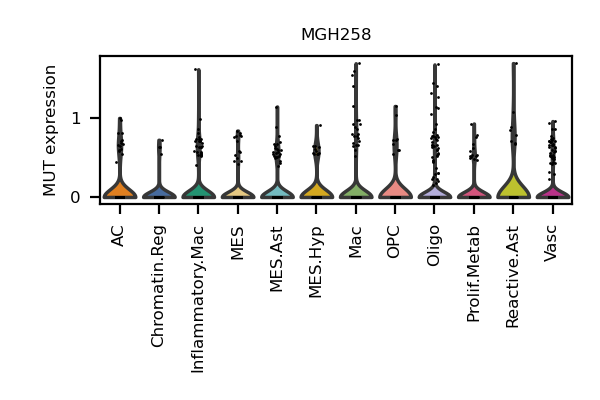 MGH258
MUT expression
1
0
AC
Chromatin.Reg
Inflammatory.Mac
MES
MES.Ast
MES.Hyp
Mac
OPC
Oligo
Prolif.Metab
Reactive.Ast
Vasc